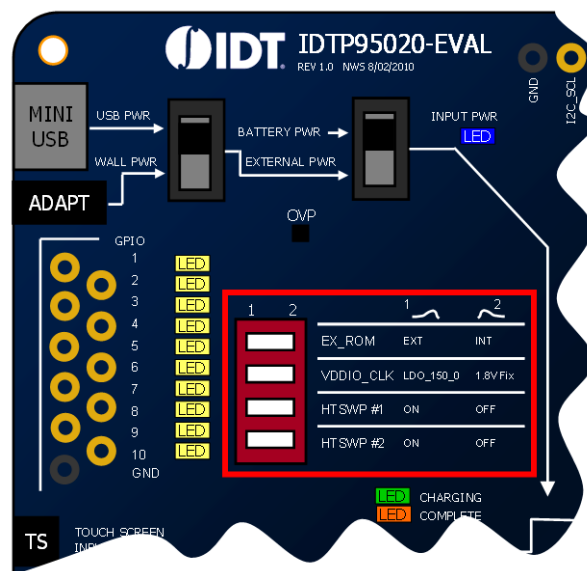 IDT. IDTP95020-EVAL
REV 1.0 NWS 8/02/2010
GND
I2C_SCL
MINI
USB
USB PWR
WALL PWR
ADAPT
BATTERY PWR
EXTERNAL PWR
INPUT PWR
LED
OVP
GPIO
1 LED
2 LED
3 LED
4 LED
5 LED
6 LED
7 LED
8 LED
9 LED
10 LED
GND
1 2
1 2
EX_ROM EXT INT
VDDIO_CLK LDO_150_0 1.8V Fix
HTSWP #1 ON OFF
HTSWP #2 ON OFF
LED CHARGING
LED COMPLETE
TS
TOUCH SCREEN